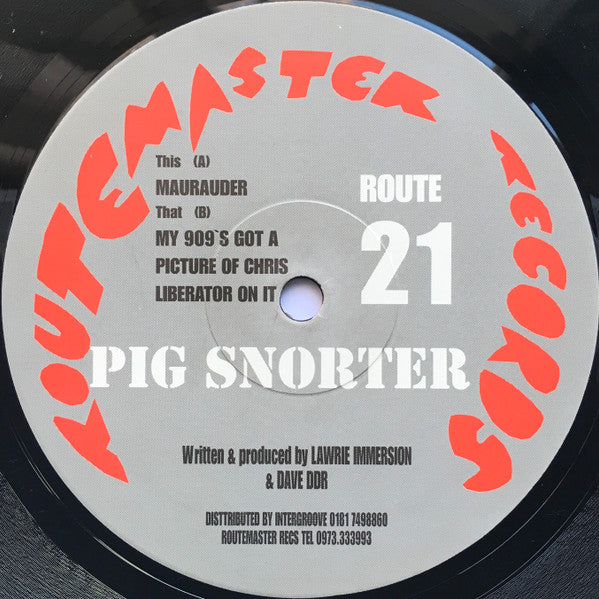 ROUTEMASTER RECORDS
This (A)
MAURAUDER
That (B)
MY 909`S GOT A
PICTURE OF CHRIS
LIBERATOR ON IT
ROUTE
21
PIG SNORTER
Written & produced by LAWRIE IMMERSION
& DAVE DDR
DISTTRIBUTED BY INTERGROOVE 0181 7498860
ROUTEMASTER RECS TEL 0973.333993